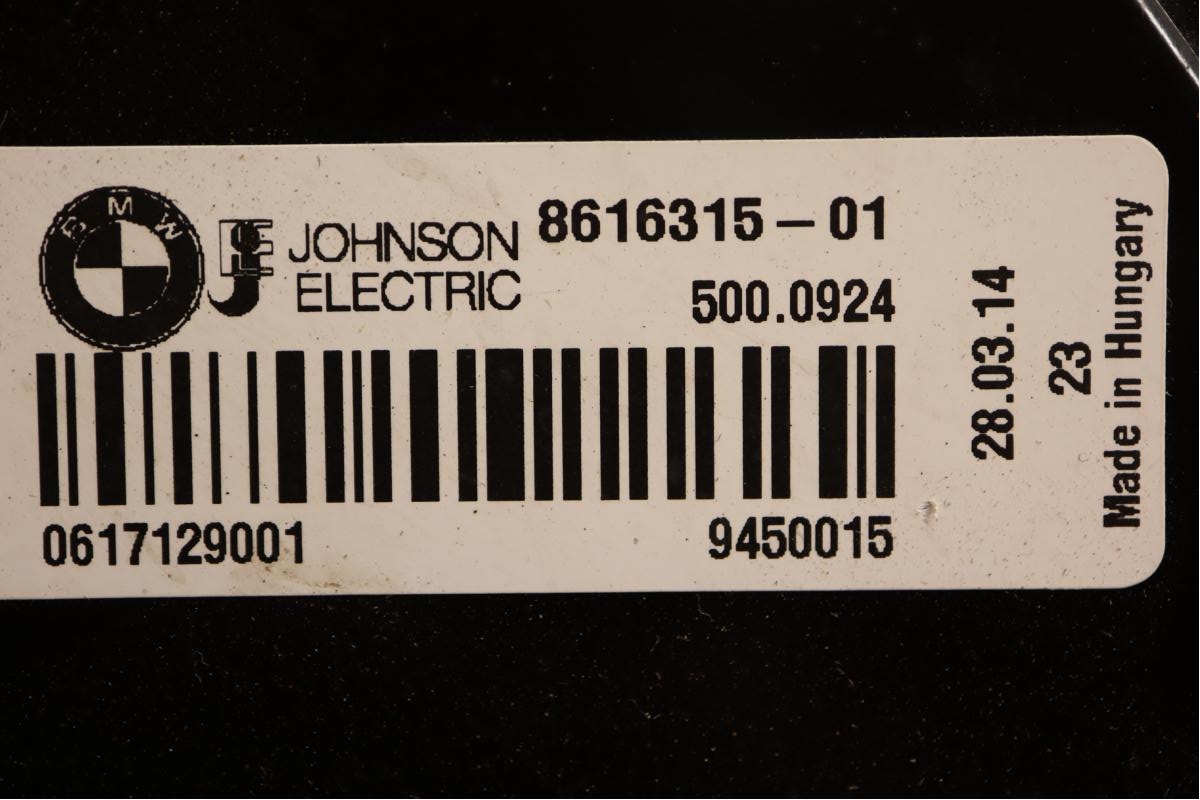 BMW
JOHNSON
ELECTRIC
8616315-01
500.0924
0617129001
9450015
28.03.14
23
Made in Hungary